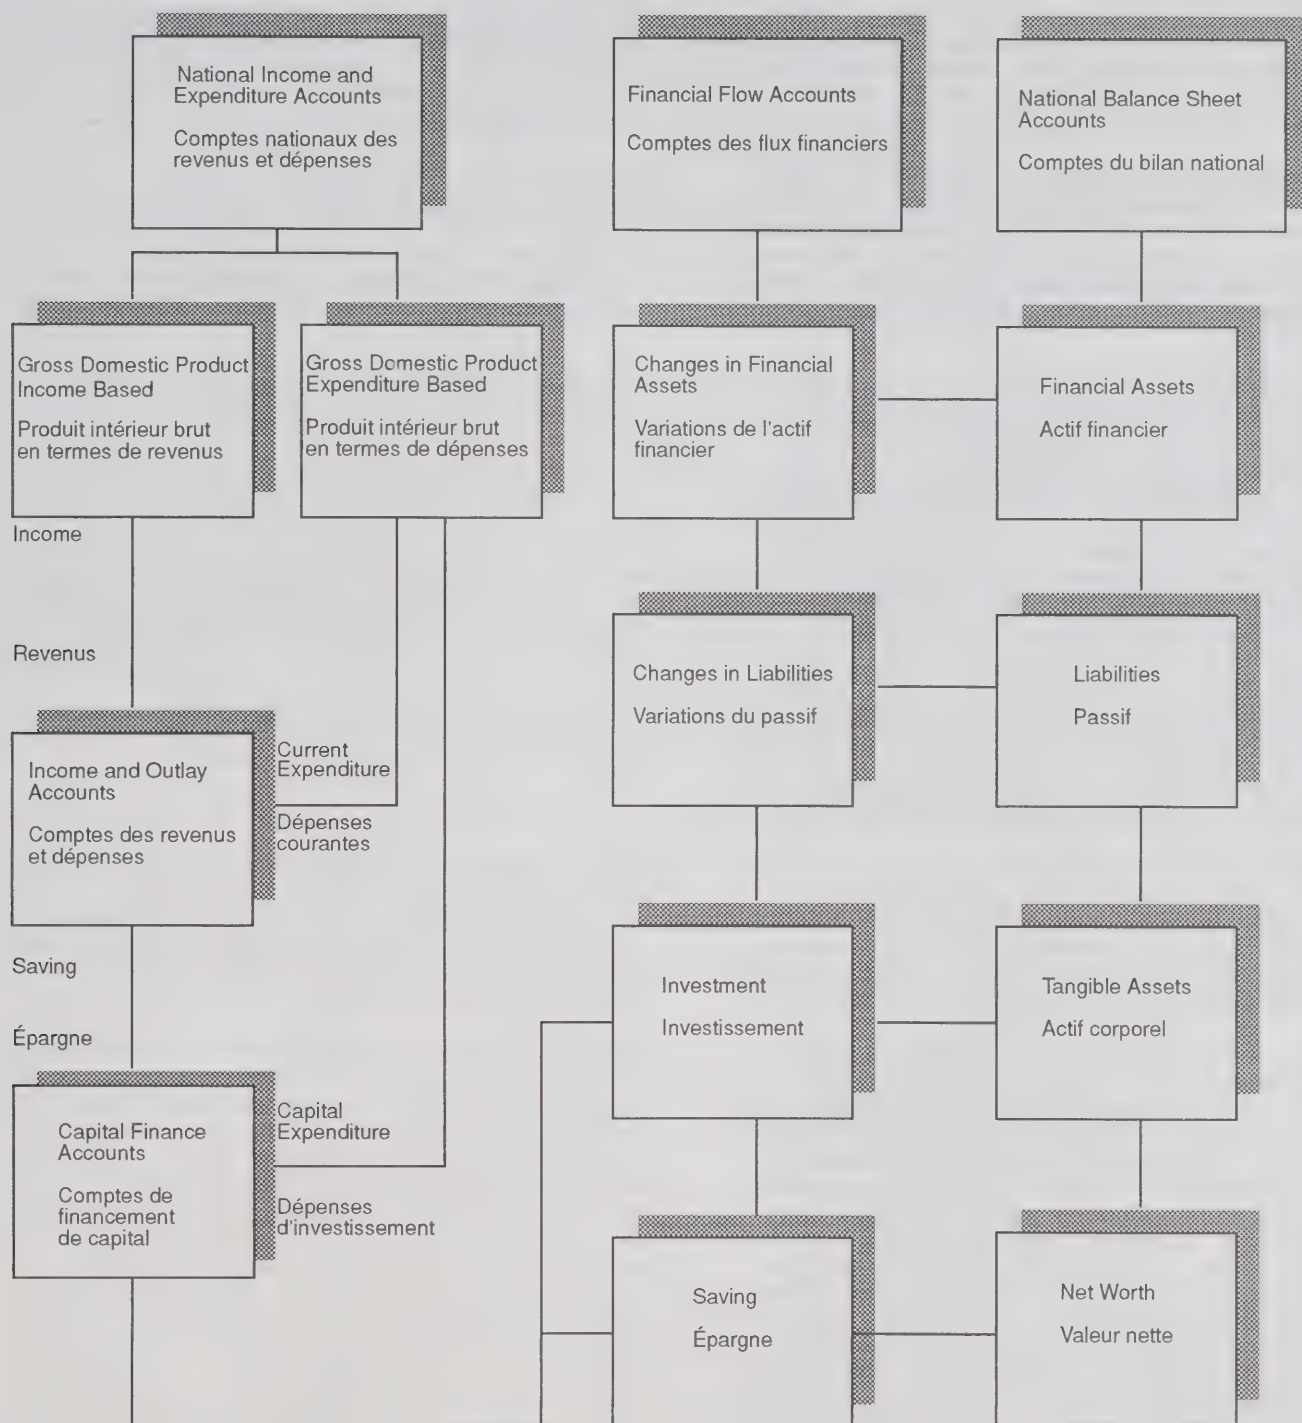 National Income and
Expenditure Accounts
Comptes nationaux des
revenus et dépenses
Financial Flow Accounts
Comptes des flux financiers
National Balance Sheet
Accounts
Comptes du bilan national
Gross Domestic Product
Income Based
Produit intérieur brut
en termes de revenus
Gross Domestic Product
Expenditure Based
Produit intérieur brut
en termes de dépenses
Changes in Financial
Assets
Variations de l'actif
financier
Financial Assets
Actif financier
Income
Revenus
Changes in Liabilities
Variations du passif
Liabilities
Passif
Income and Outlay
Accounts
Comptes des revenus
et dépenses
Current
Expenditure
Dépenses
courantes
Saving
Épargne
Investment
Investissement
Tangible Assets
Actif corporel
Capital Finance
Accounts
Comptes de
financement
de capital
Capital
Expenditure
Dépenses
d'investissement
Saving
Épargne
Net Worth
Valeur nette